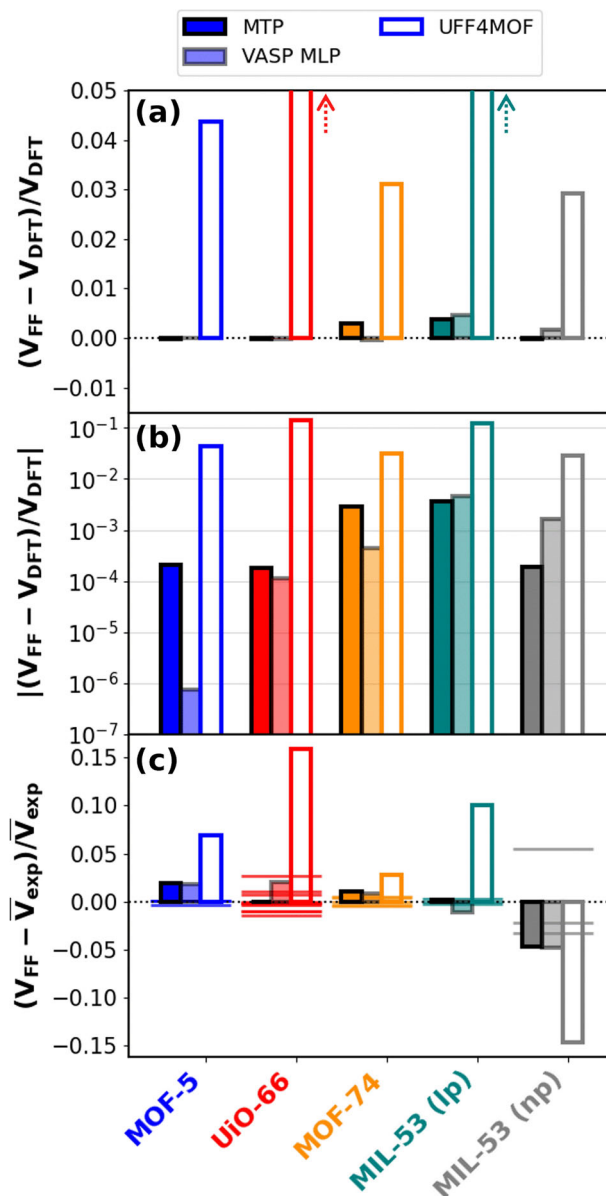 MTP
VASP MLP
UFF4MOF
(a)
0.05
0.04
0.03
0.02
0.01
0.00
−0.01
(V_FF − V_DFT)/V_DFT
(b)
10⁻¹
10⁻²
10⁻³
10⁻⁴
10⁻⁵
10⁻⁶
10⁻⁷
|(V_FF − V_DFT)/V_DFT|
(c)
0.15
0.10
0.05
0.00
−0.05
−0.10
−0.15
(V_FF − V̅_exp)/V̅_exp
MOF-5
UiO-66
MOF-74
MIL-53 (lp)
MIL-53 (np)